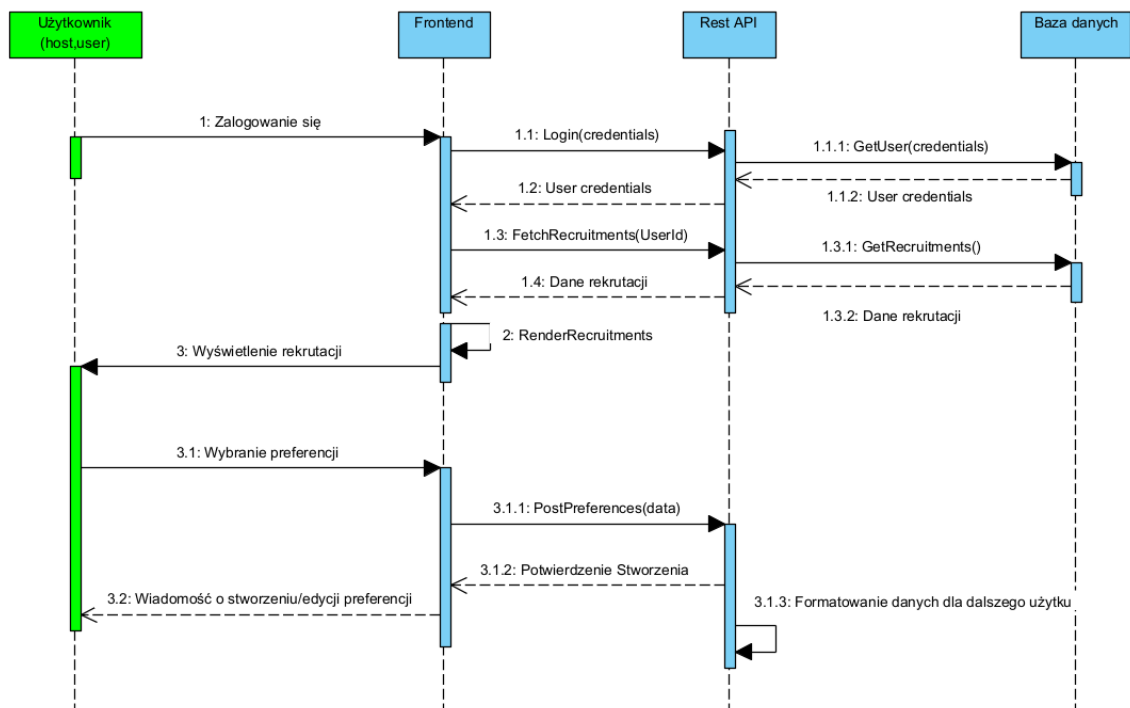 Użytkownik
(host,user)
Frontend
Rest API
Baza danych
1: Zalogowanie się
1.1: Login(credentials)
1.1.1: GetUser(credentials)
1.2: User credentials
1.1.2: User credentials
1.3: FetchRecruitments(UserId)
1.3.1: GetRecruitments()
1.4: Dane rekrutacji
1.3.2: Dane rekrutacji
2: RenderRecruitments
3: Wyświetlenie rekrutacji
3.1: Wybranie preferencji
3.1.1: PostPreferences(data)
3.1.2: Potwierdzenie Stworzenia
3.2: Wiadomość o stworzeniu/edycji preferencji
3.1.3: Formatowanie danych dla dalszego użytku